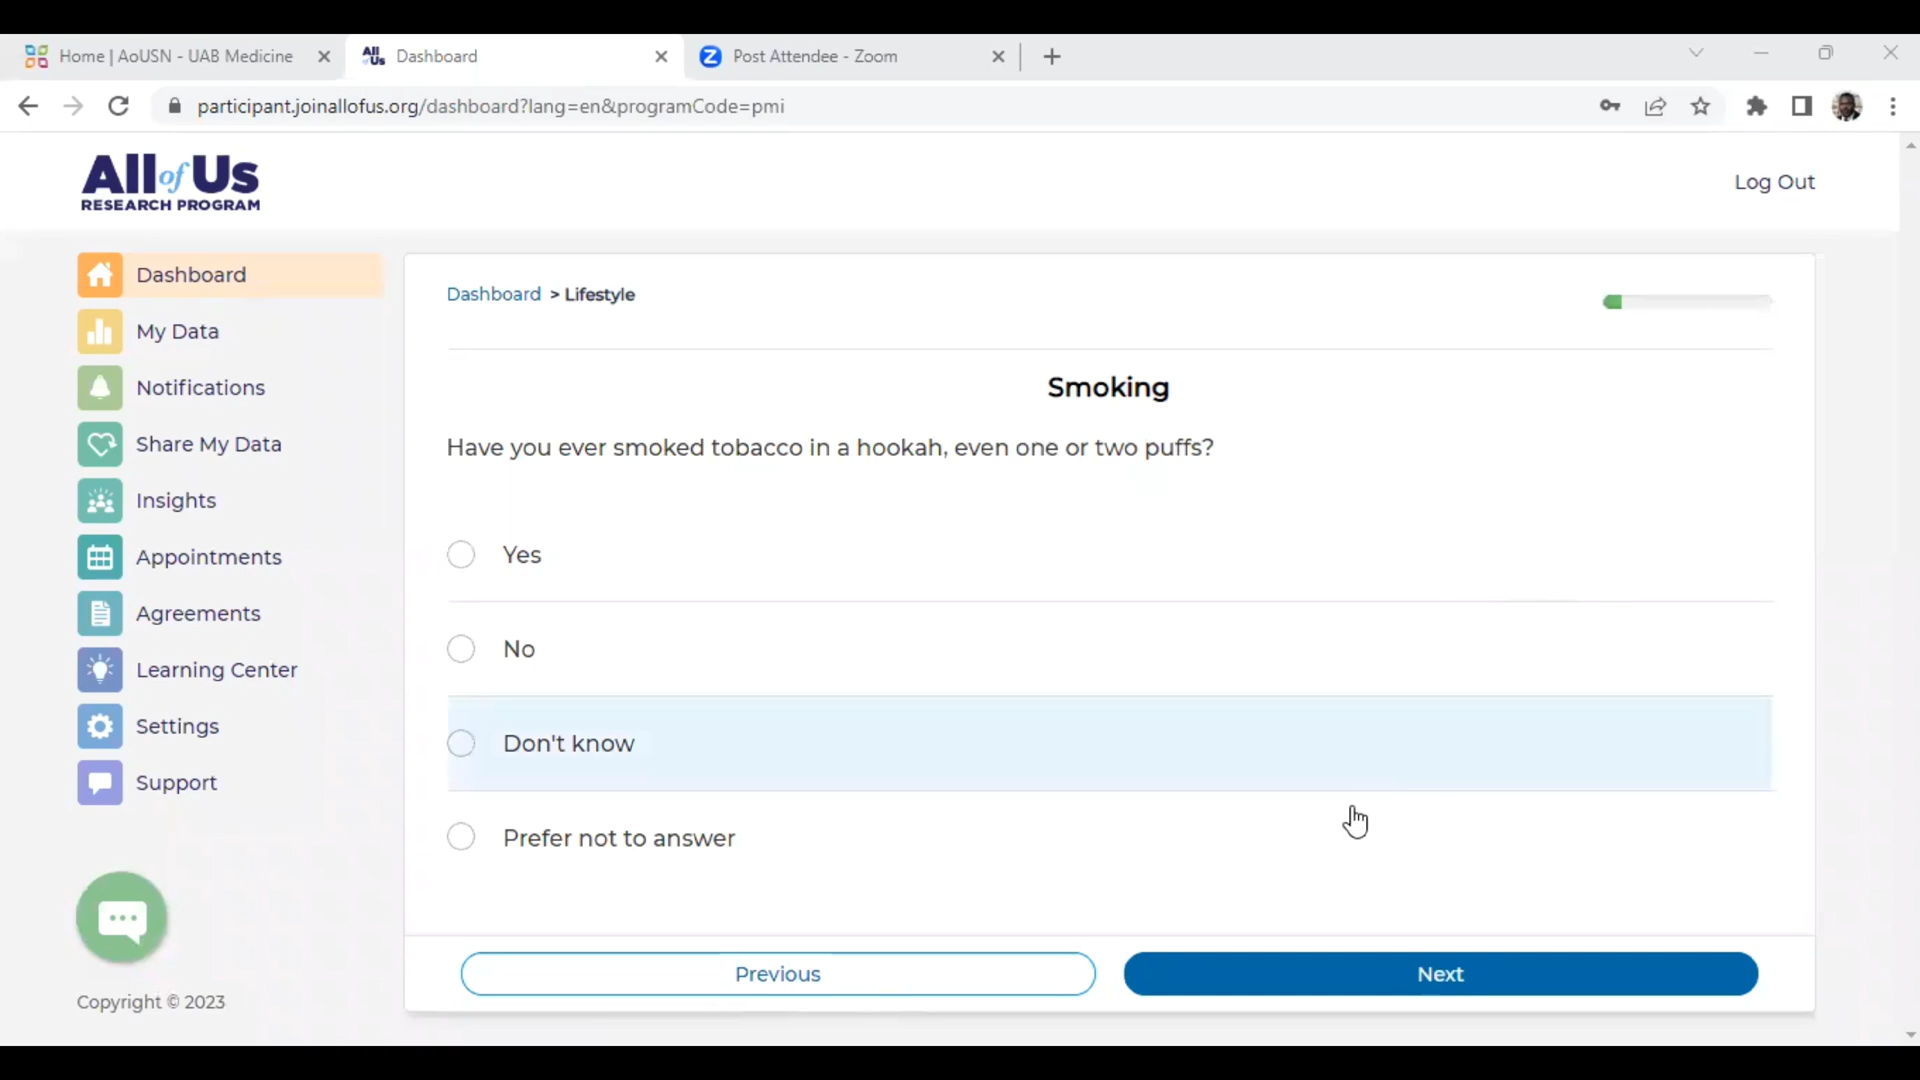 Home | AoUSN - UAB Medicine
All of Us Dashboard
Post Attendee - Zoom
participant.joinallofus.org/dashboard?lang=en&programCode=pmi
All of Us
RESEARCH PROGRAM
Log Out
Dashboard
My Data
Notifications
Share My Data
Insights
Appointments
Agreements
Learning Center
Settings
Support
Copyright © 2023
Dashboard > Lifestyle
Smoking
Have you ever smoked tobacco in a hookah, even one or two puffs?
Yes
No
Don't know
Prefer not to answer
Previous
Next